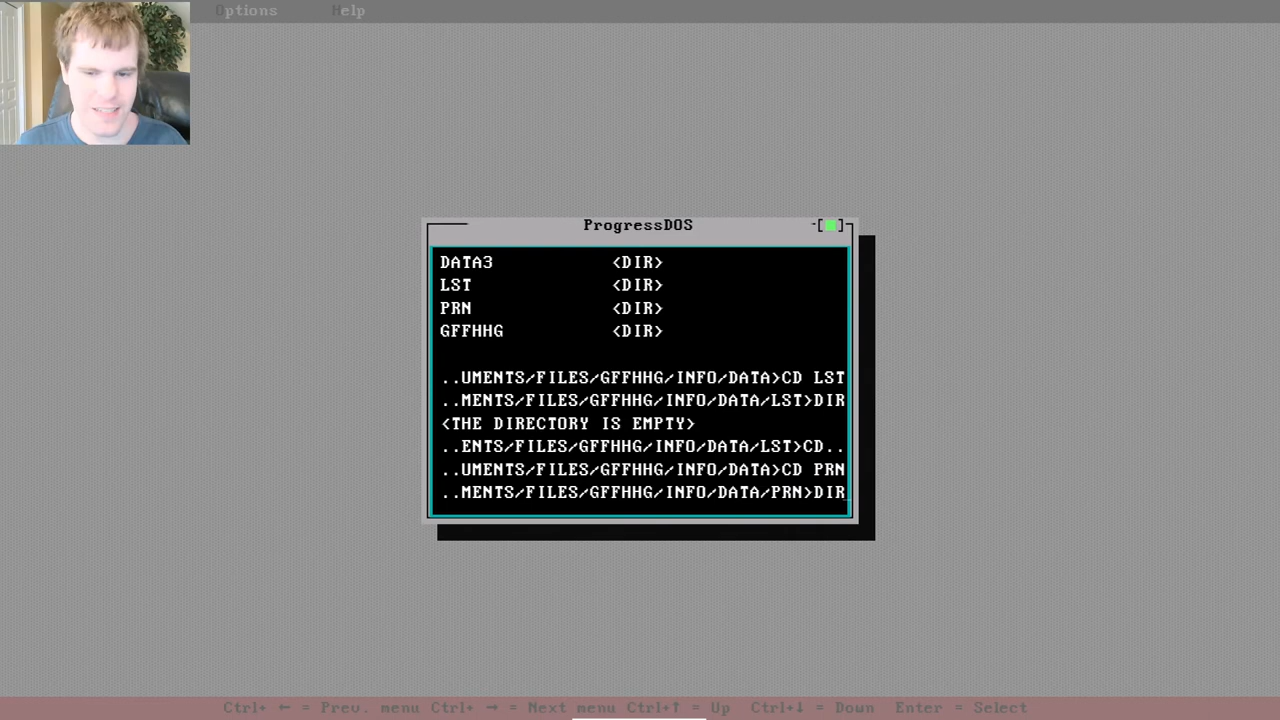 Options Help
ProgressDOS
DATA3 <DIR>
LST <DIR>
PRN <DIR>
GFFHHG <DIR>
..UMENTS/FILES/GFFHHG/INFO/DATA>CD LST
..MENTS/FILES/GFFHHG/INFO/DATA/LST>DIR
<THE DIRECTORY IS EMPTY>
..ENTS/FILES/GFFHHG/INFO/DATA/LST>CD..
..UMENTS/FILES/GFFHHG/INFO/DATA>CD PRN
..MENTS/FILES/GFFHHG/INFO/DATA/PRN>DIR_
Ctrl+ ← = Prev. menu Ctrl+ → = Next menu Ctrl+↑ = Up Ctrl+↓ = Down Enter = Select